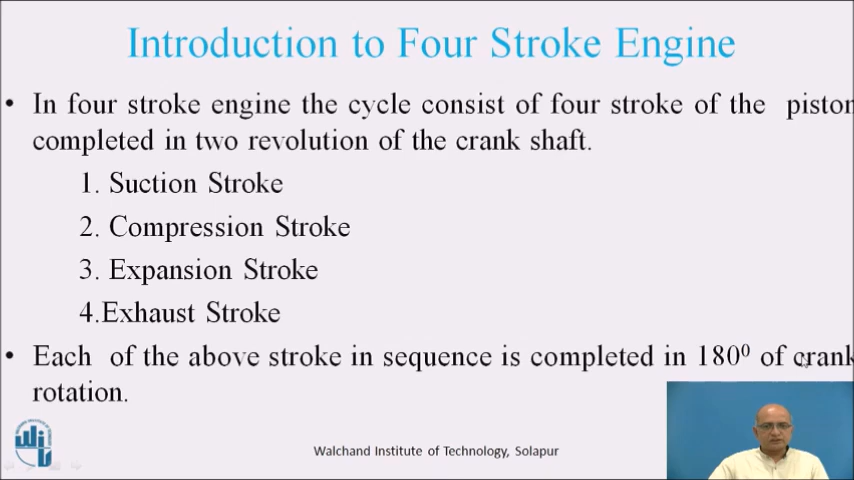 Introduction to Four Stroke Engine
• In four stroke engine the cycle consist of four stroke of the piston
completed in two revolution of the crank shaft.
1. Suction Stroke
2. Compression Stroke
3. Expansion Stroke
4.Exhaust Stroke
• Each of the above stroke in sequence is completed in 180⁰ of crank
rotation.
Walchand Institute of Technology, Solapur